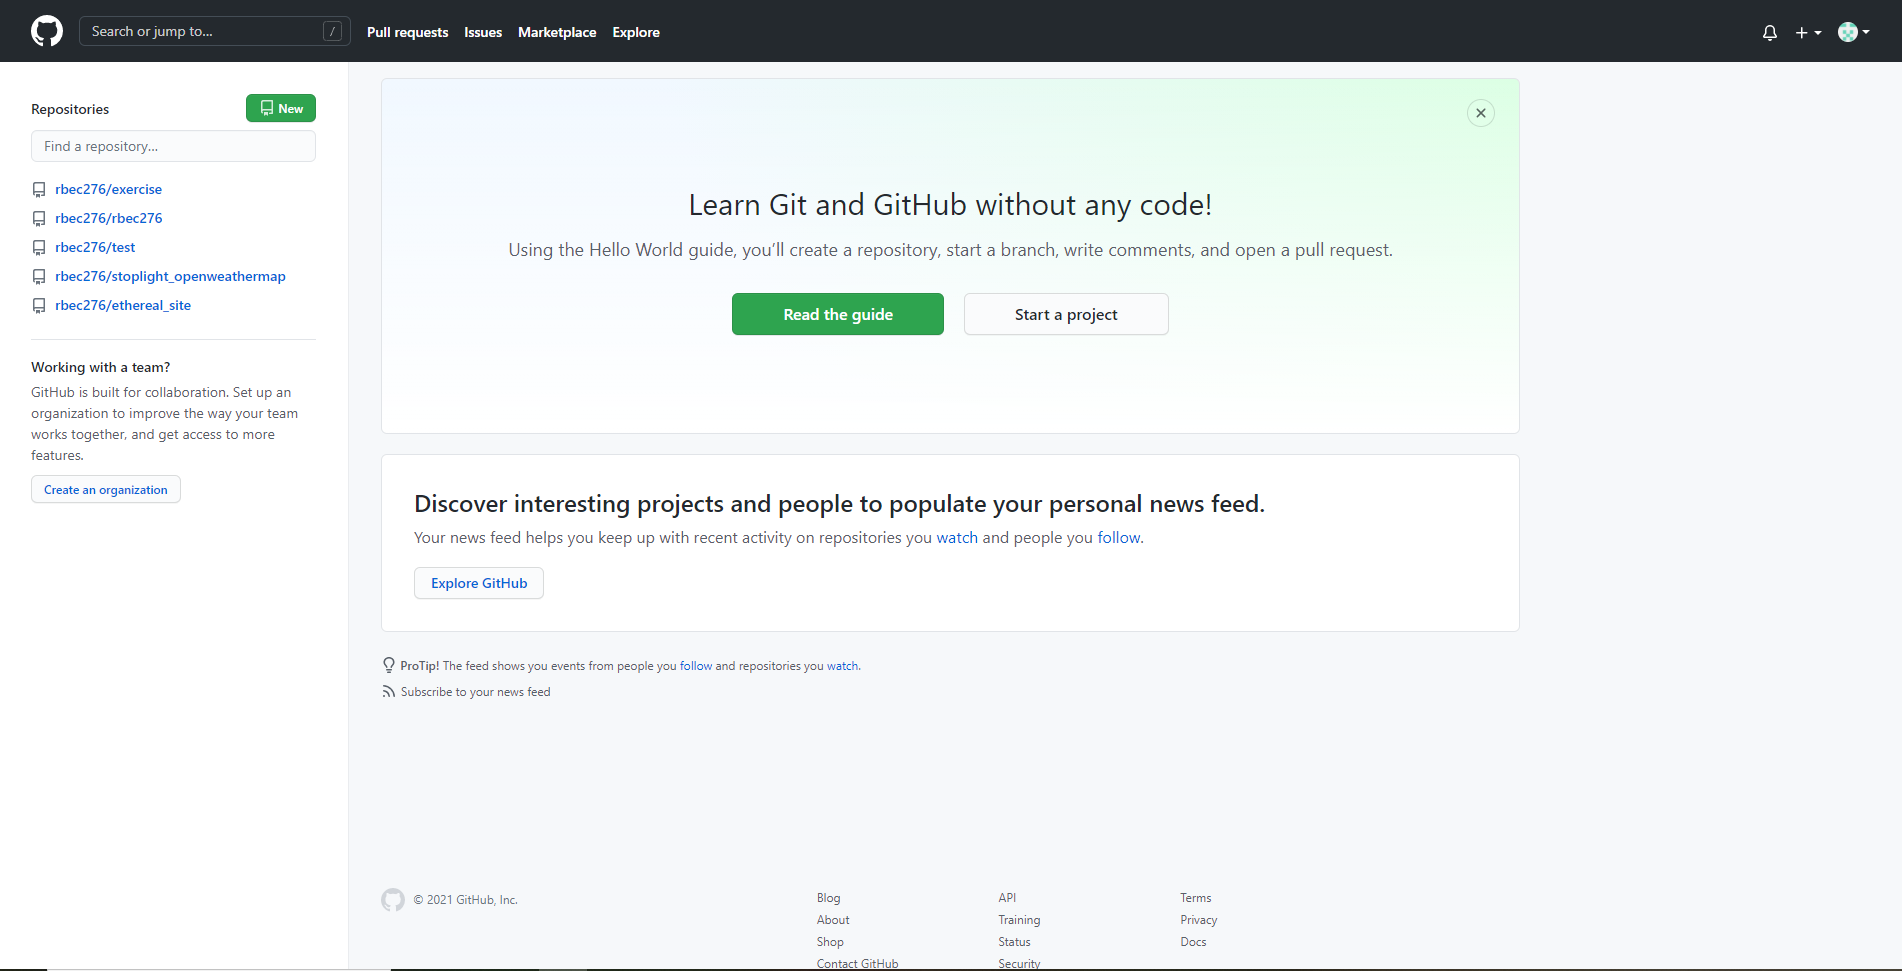 Search or jump to... /
Pull requests Issues Marketplace Explore
Repositories
New
Find a repository...
rbec276/exercise
rbec276/rbec276
rbec276/test
rbec276/stoplight_openweathermap
rbec276/ethereal_site
Working with a team?
GitHub is built for collaboration. Set up an
organization to improve the way your team
works together, and get access to more
features.
Create an organization
Learn Git and GitHub without any code!
Using the Hello World guide, you’ll create a repository, start a branch, write comments, and open a pull request.
Read the guide
Start a project
Discover interesting projects and people to populate your personal news feed.
Your news feed helps you keep up with recent activity on repositories you watch and people you follow.
Explore GitHub
ProTip! The feed shows you events from people you follow and repositories you watch.
Subscribe to your news feed
© 2021 GitHub, Inc.
Blog
About
Shop
Contact GitHub
API
Training
Status
Security
Terms
Privacy
Docs